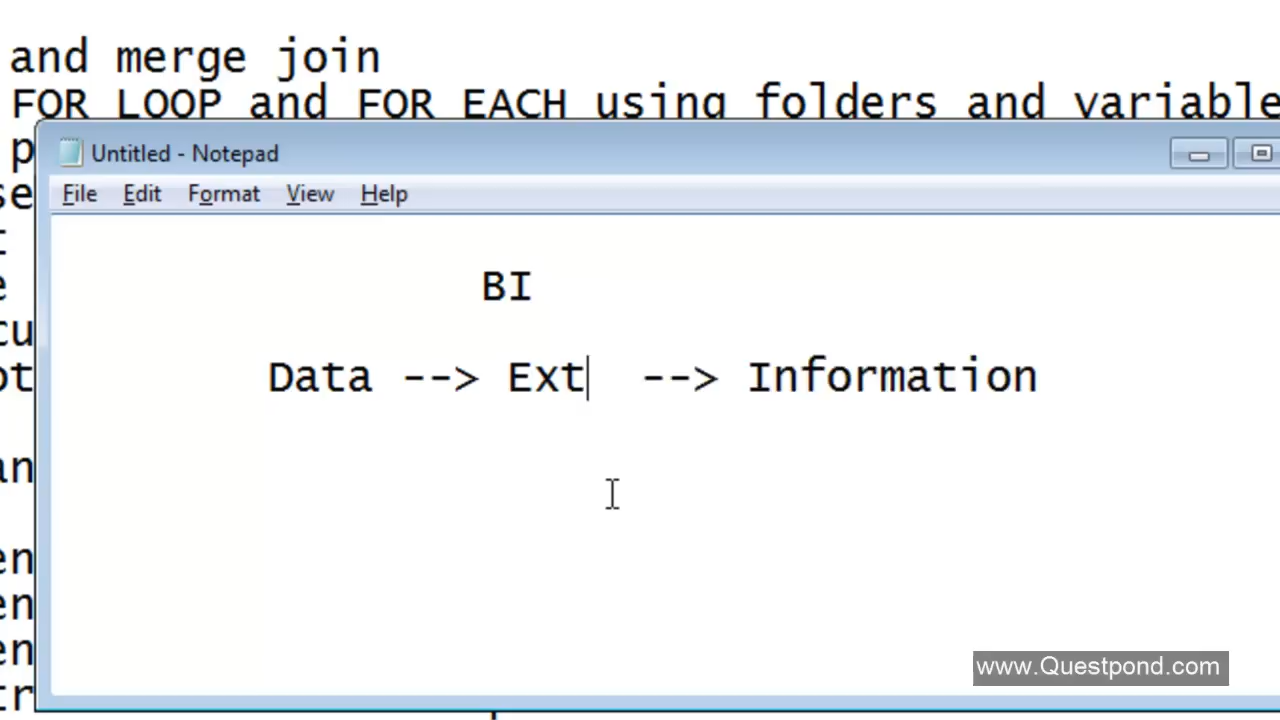 and merge join
FOR LOOP and FOR EACH using folders and variable
Untitled - Notepad
File Edit Format View Help
BI
Data --> Ext --> Information
www.Questpond.com